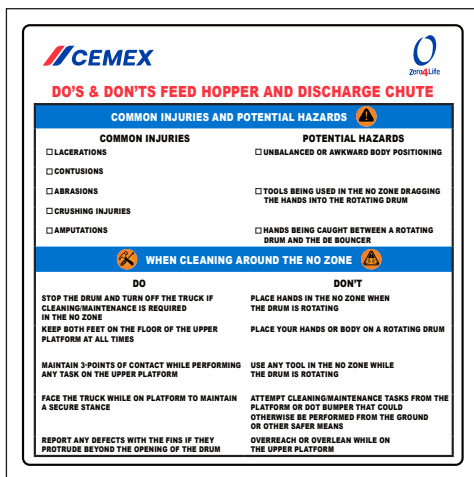 CEMEX
Zero4Life
DO'S & DON'TS FEED HOPPER AND DISCHARGE CHUTE
COMMON INJURIES AND POTENTIAL HAZARDS
COMMON INJURIES
☐ LACERATIONS
☐ CONTUSIONS
☐ ABRASIONS
☐ CRUSHING INJURIES
☐ AMPUTATIONS
POTENTIAL HAZARDS
☐ UNBALANCED OR AWKWARD BODY POSITIONING
☐ TOOLS BEING USED IN THE NO ZONE DRAGGING
THE HANDS INTO THE ROTATING DRUM
☐ HANDS BEING CAUGHT BETWEEN A ROTATING
DRUM AND THE DE BOUNCER
WHEN CLEANING AROUND THE NO ZONE
DO
STOP THE DRUM AND TURN OFF THE TRUCK IF
CLEANING/MAINTENANCE IS REQUIRED
IN THE NO ZONE
KEEP BOTH FEET ON THE FLOOR OF THE UPPER
PLATFORM AT ALL TIMES
MAINTAIN 3-POINTS OF CONTACT WHILE PERFORMING
ANY TASK ON THE UPPER PLATFORM
FACE THE TRUCK WHILE ON PLATFORM TO MAINTAIN
A SECURE STANCE
REPORT ANY DEFECTS WITH THE FINS IF THEY
PROTRUDE BEYOND THE OPENING OF THE DRUM
DON'T
PLACE HANDS IN THE NO ZONE WHEN
THE DRUM IS ROTATING
PLACE YOUR HANDS OR BODY ON A ROTATING DRUM
USE ANY TOOL IN THE NO ZONE WHILE
THE DRUM IS ROTATING
ATTEMPT CLEANING/MAINTENANCE TASKS FROM THE
PLATFORM OR DOT BUMPER THAT COULD
OTHERWISE BE PERFORMED FROM THE GROUND
OR OTHER SAFER MEANS
OVERREACH OR OVERLEAN WHILE ON
THE UPPER PLATFORM